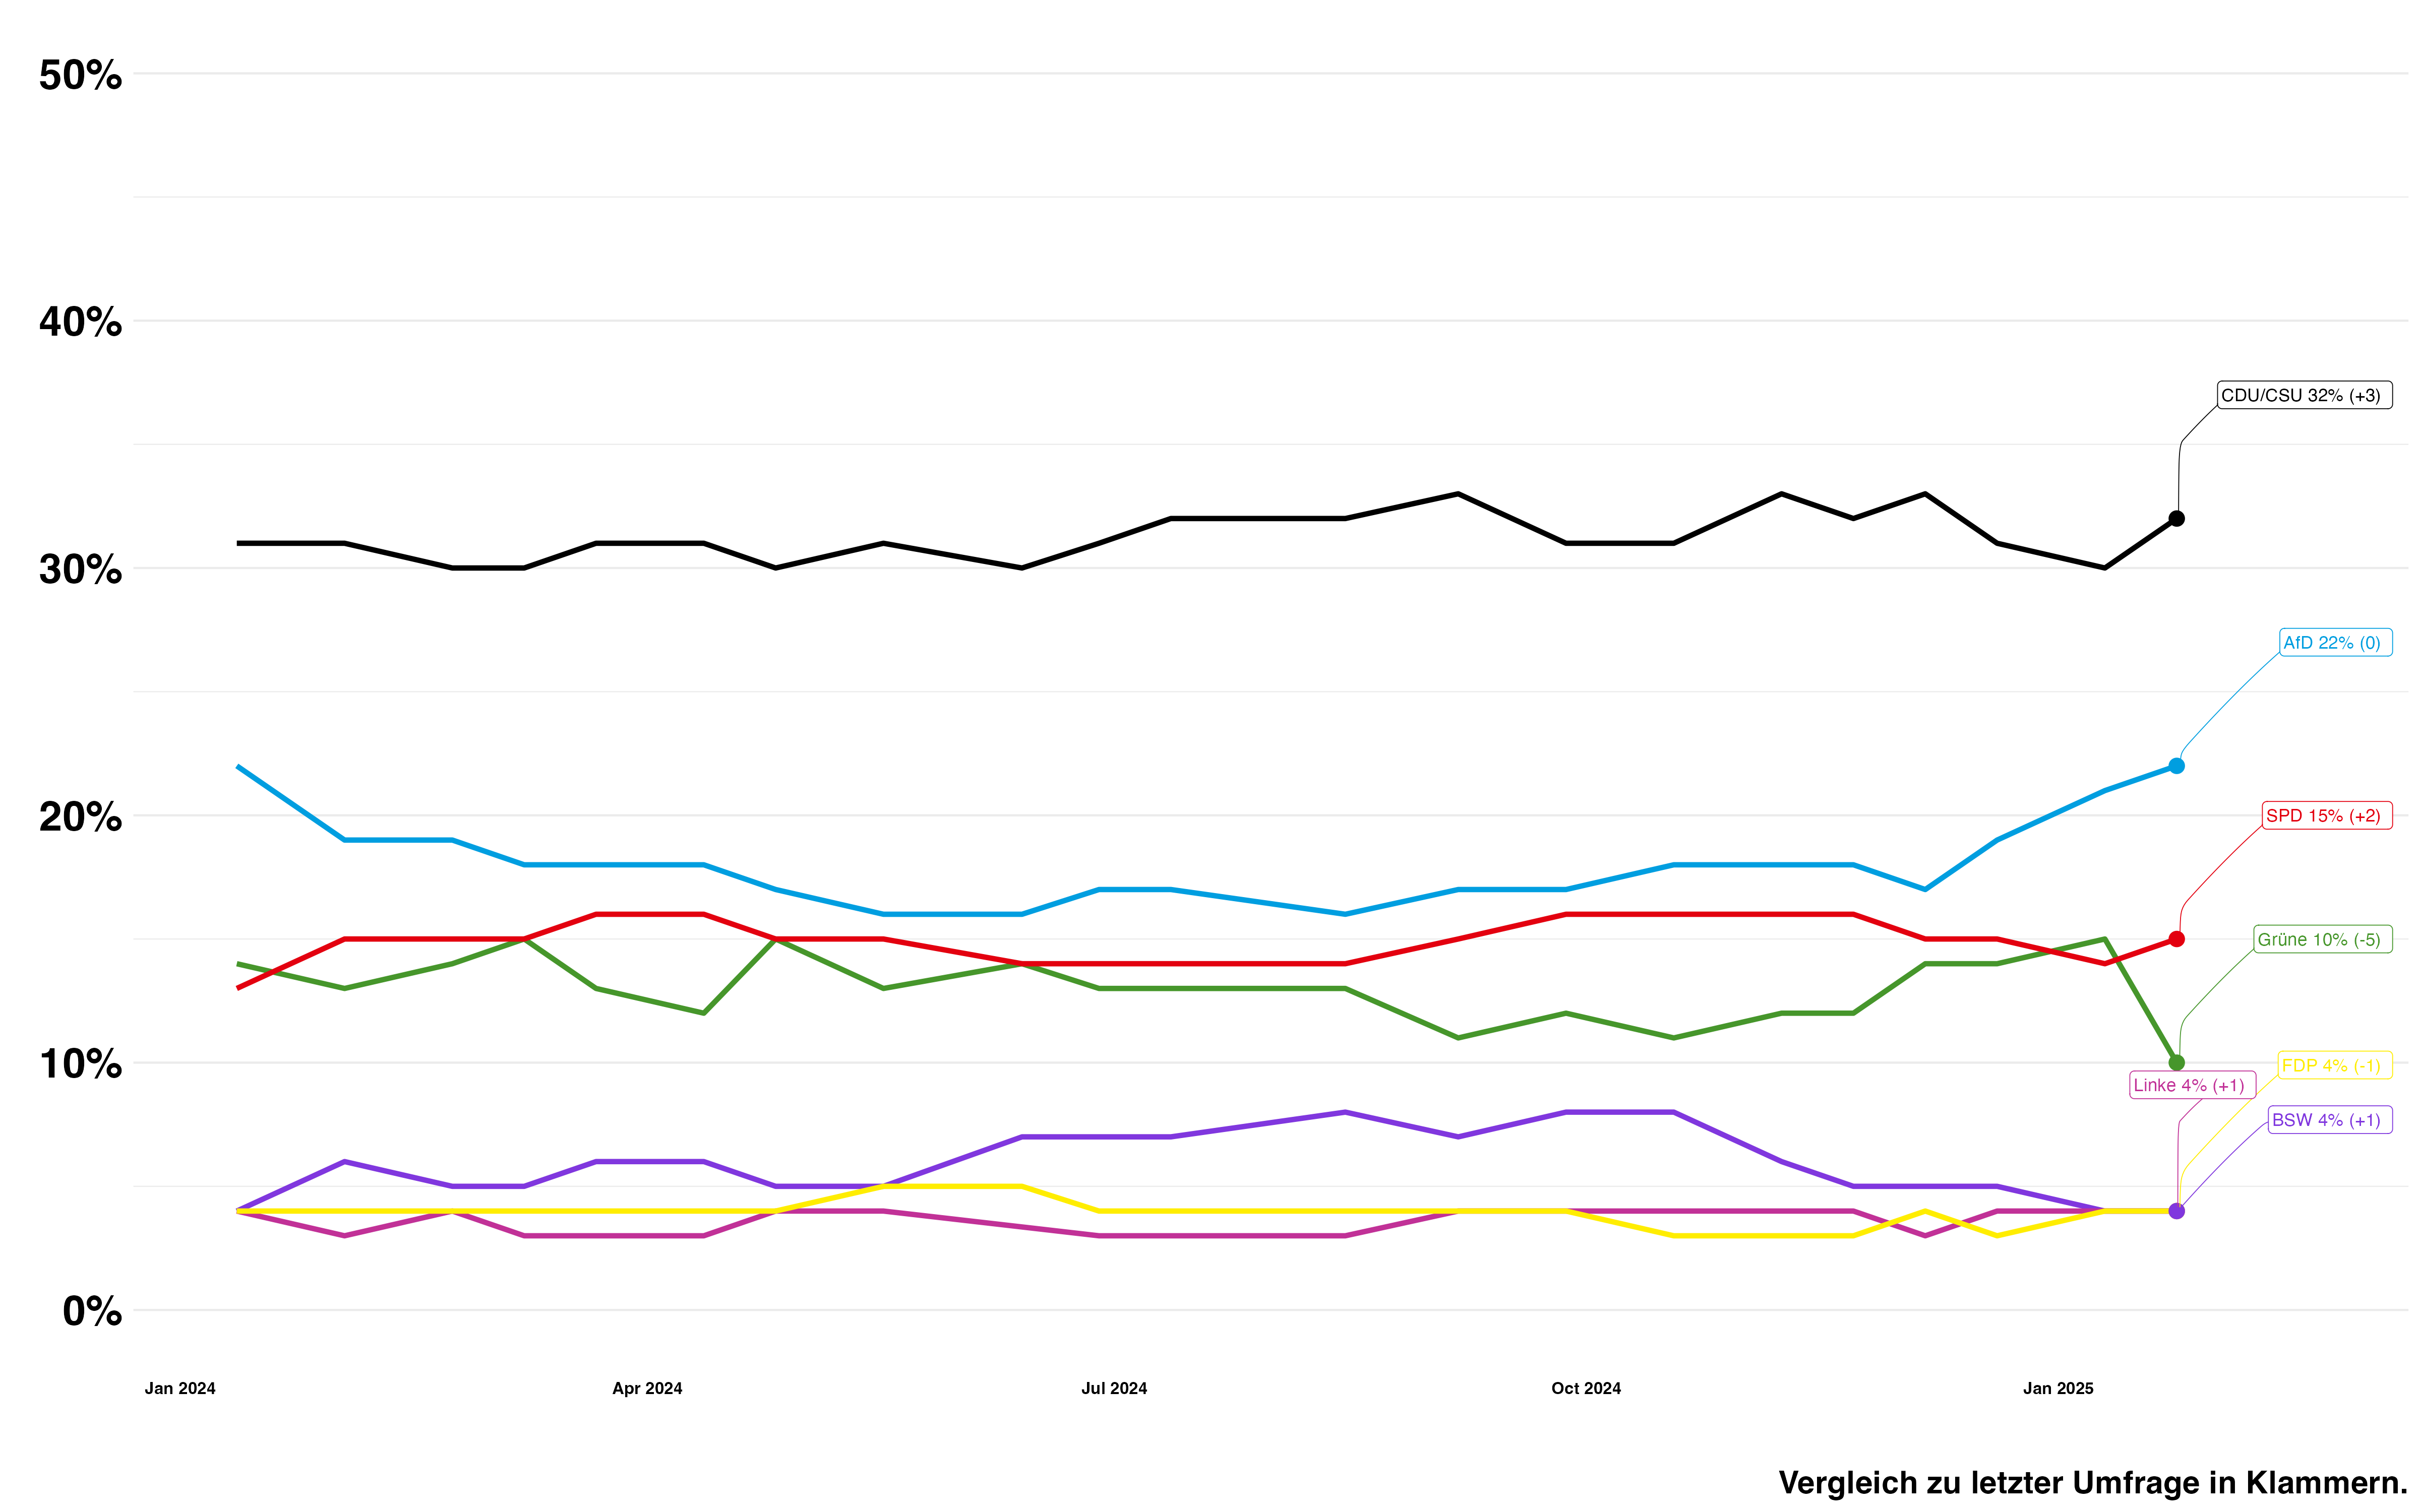 50%
40%
CDU/CSU 32% (+3)
30%
AfD 22% (0)
20%
SPD 15% (+2)
Grüne 10% (-5)
10%
FDP 4% (-1)
Linke 4% (+1)
BSW 4% (+1)
0%
Jan 2024 Apr 2024 Jul 2024 Oct 2024 Jan 2025
Vergleich zu letzter Umfrage in Klammern.